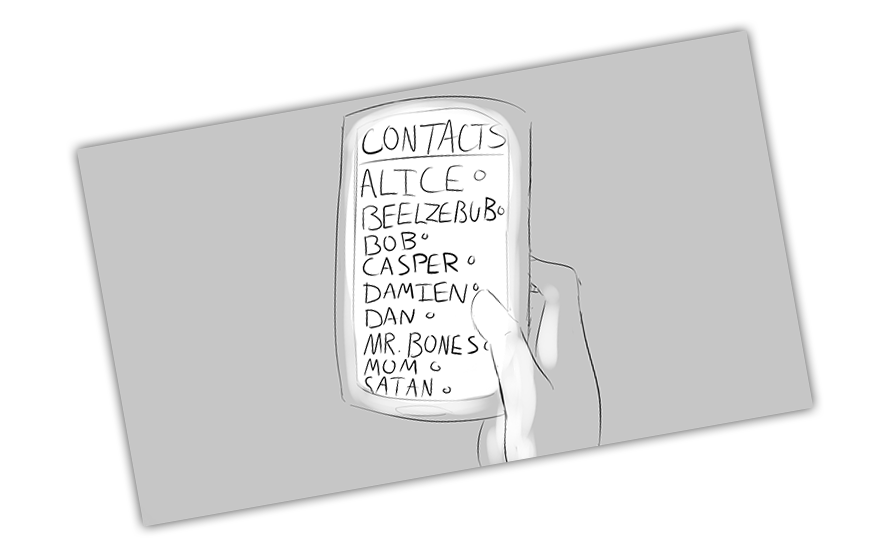 CONTACTS
ALICE
BEELZEBUB
BOB
CASPER
DAMIEN
DAN
MR. BONES
MOM
SATAN